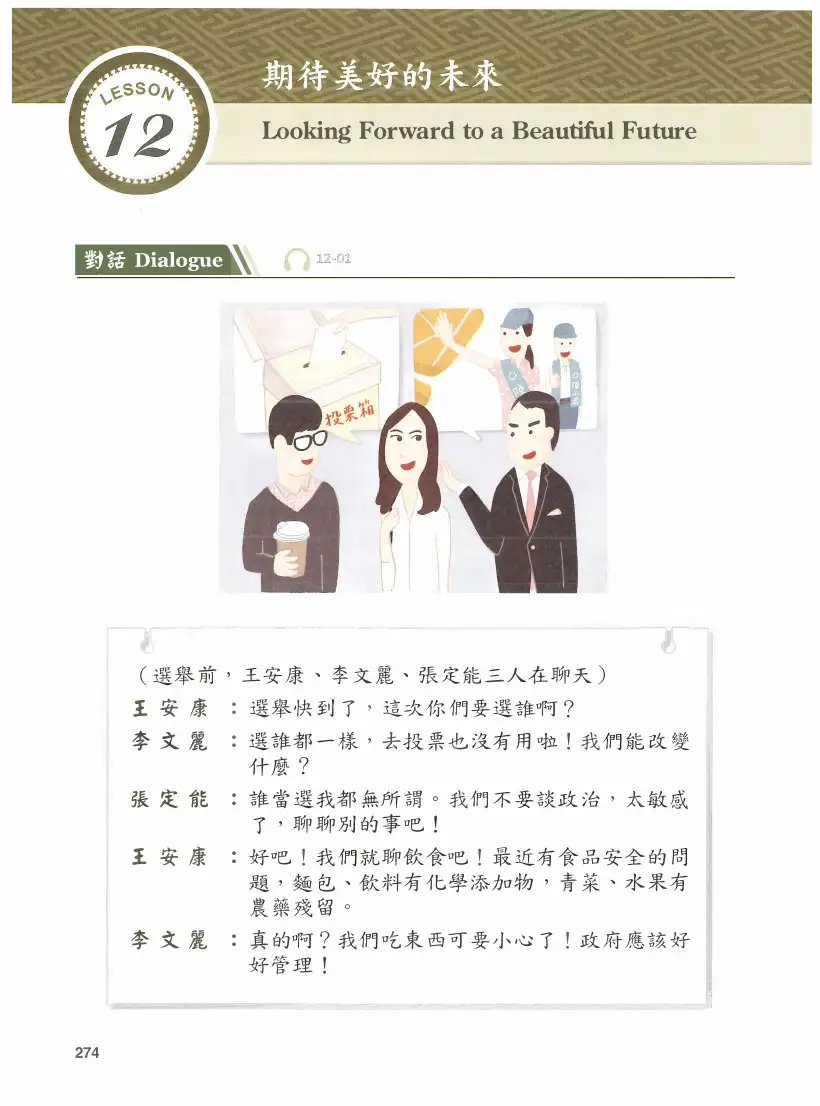 LESSON
12
期待美好的未來
Looking Forward to a Beautiful Future
對話 Dialogue
12-01
投票箱
（選舉前，王安康、李文麗、張定能三人在聊天）
王安康：選舉快到了，這次你們要選誰啊？
李文麗：選誰都一樣，去投票也沒有用啦！我們能改變
什麼？
張定能：誰當選我都無所謂。我們不要談政治，太敏感
了，聊聊別的事吧！
王安康：好吧！我們就聊飲食吧！最近有食品安全的問
題，麵包、飲料有化學添加物，青菜、水果有
農藥殘留。
李文麗：真的啊？我們吃東西可要小心了！政府應該好
好管理！
274